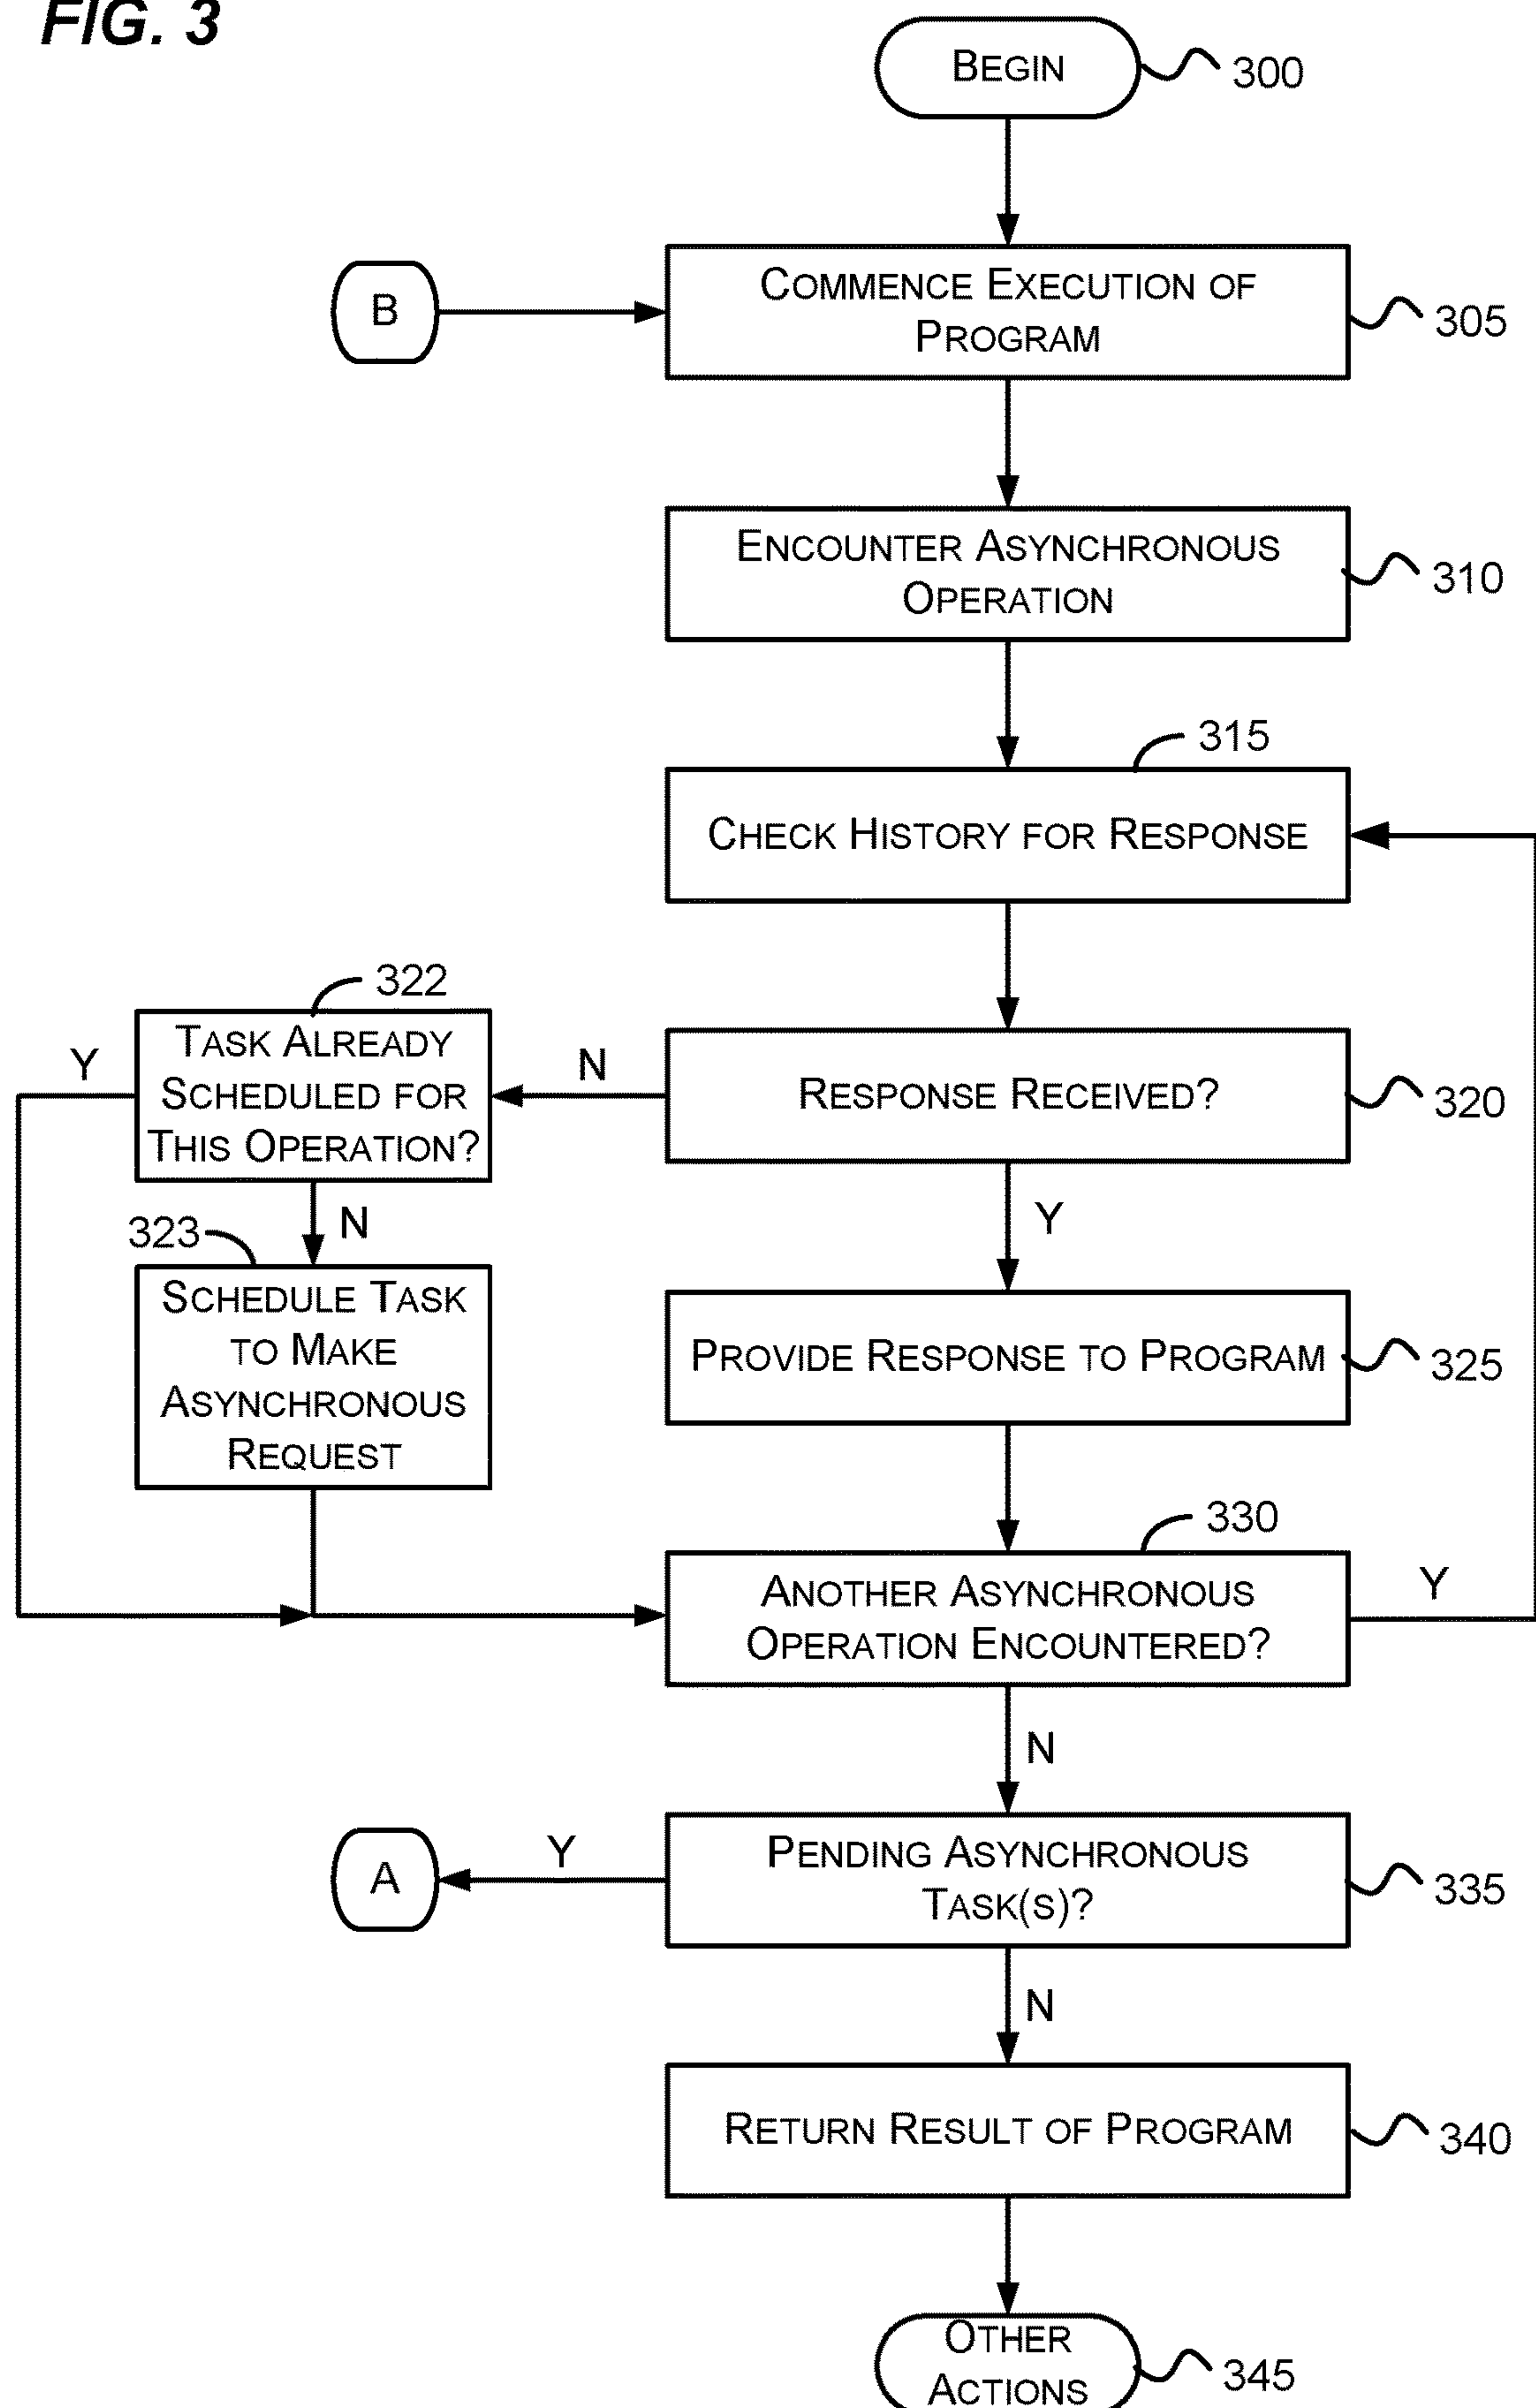 FIG. 3
BEGIN
300
B
COMMENCE EXECUTION OF
PROGRAM
305
ENCOUNTER ASYNCHRONOUS
OPERATION
310
315
CHECK HISTORY FOR RESPONSE
322
TASK ALREADY
SCHEDULED FOR
THIS OPERATION?
Y
N
RESPONSE RECEIVED?
320
Y
N
323
SCHEDULE TASK
TO MAKE
ASYNCHRONOUS
REQUEST
PROVIDE RESPONSE TO PROGRAM
325
330
ANOTHER ASYNCHRONOUS
OPERATION ENCOUNTERED?
Y
N
A
Y
PENDING ASYNCHRONOUS
TASK(S)?
335
N
RETURN RESULT OF PROGRAM
340
OTHER
ACTIONS
345